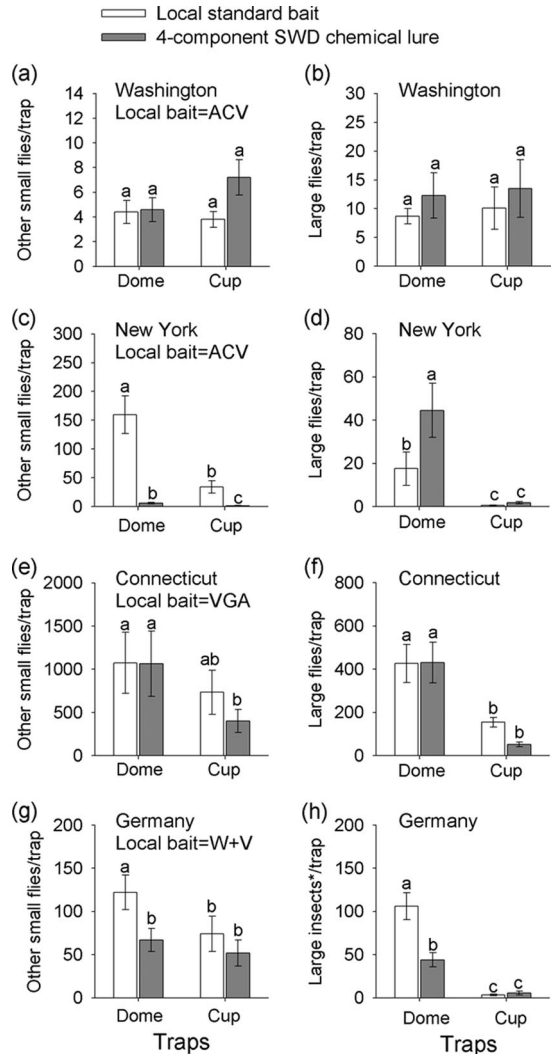 Local standard bait
4-component SWD chemical lure
(a)
Washington
Local bait=ACV
Other small flies/trap
14
12
10
8
6
4
2
0
a a a a
Dome Cup
(b)
Washington
Large flies/trap
30
25
20
15
10
5
0
a a a a
Dome Cup
(c)
New York
Local bait=ACV
Other small flies/trap
300
250
200
150
100
50
0
a b b c
Dome Cup
(d)
New York
Large flies/trap
80
60
40
20
0
b a c c
Dome Cup
(e)
Connecticut
Local bait=VGA
Other small flies/trap
2000
1500
1000
500
0
a a ab b
Dome Cup
(f)
Connecticut
Large flies/trap
800
600
400
200
0
a a b b
Dome Cup
(g)
Germany
Local bait=W+V
Other small flies/trap
200
150
100
50
0
a b b b
Dome Cup
Traps
(h)
Germany
Large insects*/trap
200
150
100
50
0
a b c c
Dome Cup
Traps